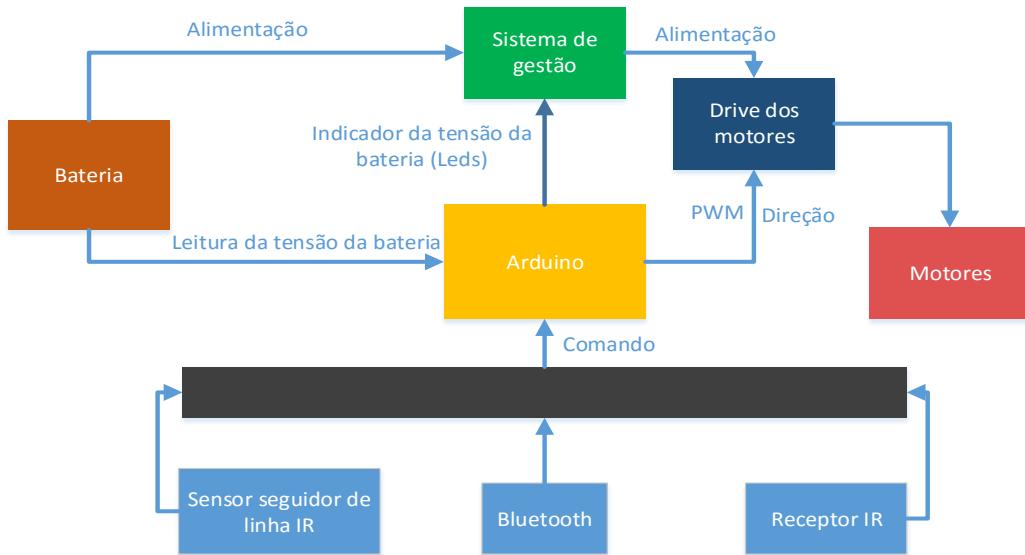 Alimentação
Sistema de
gestão
Alimentação
Drive dos
motores
Indicador da tensão da
bateria (Leds)
Bateria
PWM
Direção
Leitura da tensão da bateria
Arduino
Motores
Comando
Sensor seguidor de
linha IR
Bluetooth
Receptor IR